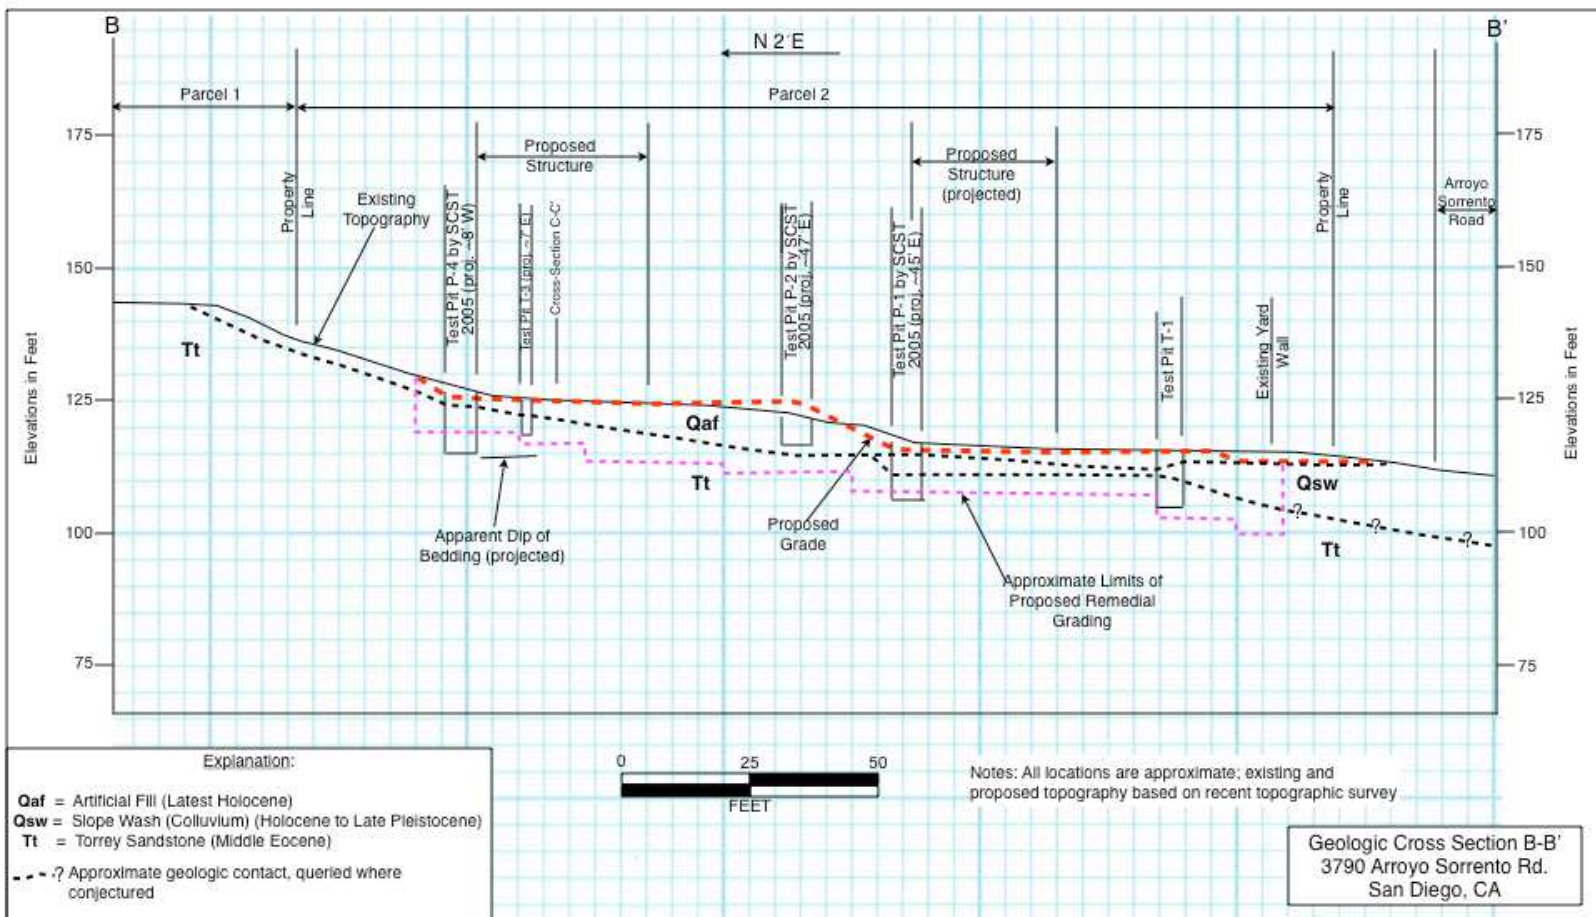 B
B'
N 2°E
Parcel 1
Parcel 2
175
175
Proposed
Structure
Proposed
Structure
(projected)
Property
Line
Existing
Topography
Test Pit P-4 by SCST
2005 (proj. ~8' W)
Test Pit T-3 (proj. ~7' E)
Cross-Section C-C'
Test Pit P-2 by SCST
2005 (proj. ~47' E)
Test Pit P-1 by SCST
2005 (proj. ~45' E)
Property
Line
Arroyo
Sorrento
Road
150
150
Test Pit T-1
Existing Yard
Wall
Elevations in Feet
Elevations in Feet
Tt
125
125
Qaf
Tt
Qsw
Apparent Dip of
Bedding (projected)
Proposed
Grade
100
100
? ? ?
Tt
Approximate Limits of
Proposed Remedial
Grading
75
75
Explanation:
Qaf = Artificial Fill (Latest Holocene)
Qsw = Slope Wash (Colluvium) (Holocene to Late Pleistocene)
Tt = Torrey Sandstone (Middle Eocene)
? Approximate geologic contact, queried where
conjectured
0 25 50
FEET
Notes: All locations are approximate; existing and
proposed topography based on recent topographic survey
Geologic Cross Section B-B'
3790 Arroyo Sorrento Rd.
San Diego, CA